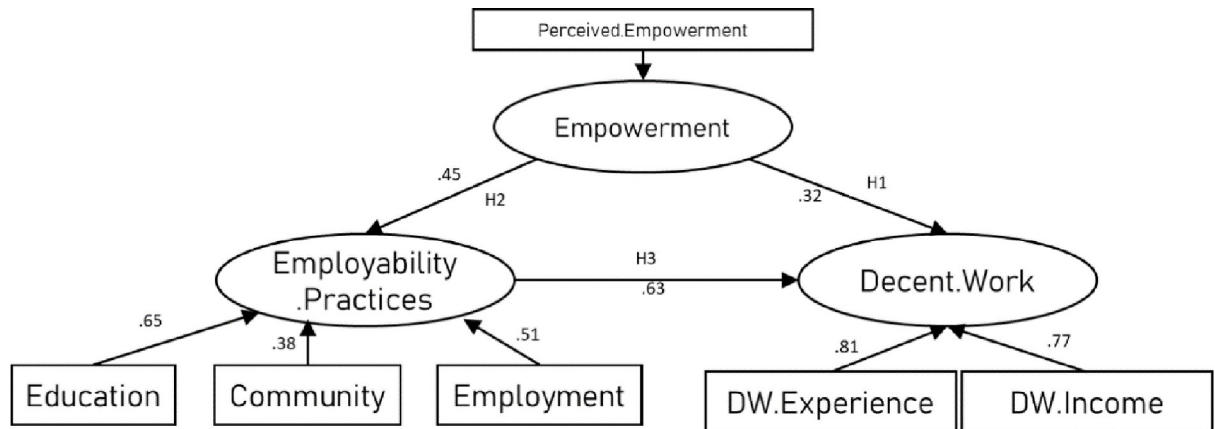 Perceived.Empowerment
Empowerment
.45
H2
H1
.32
Employability
.Practices
H3
.63
Decent.Work
.65
.38
.51
.81
.77
Education
Community
Employment
DW.Experience
DW.Income